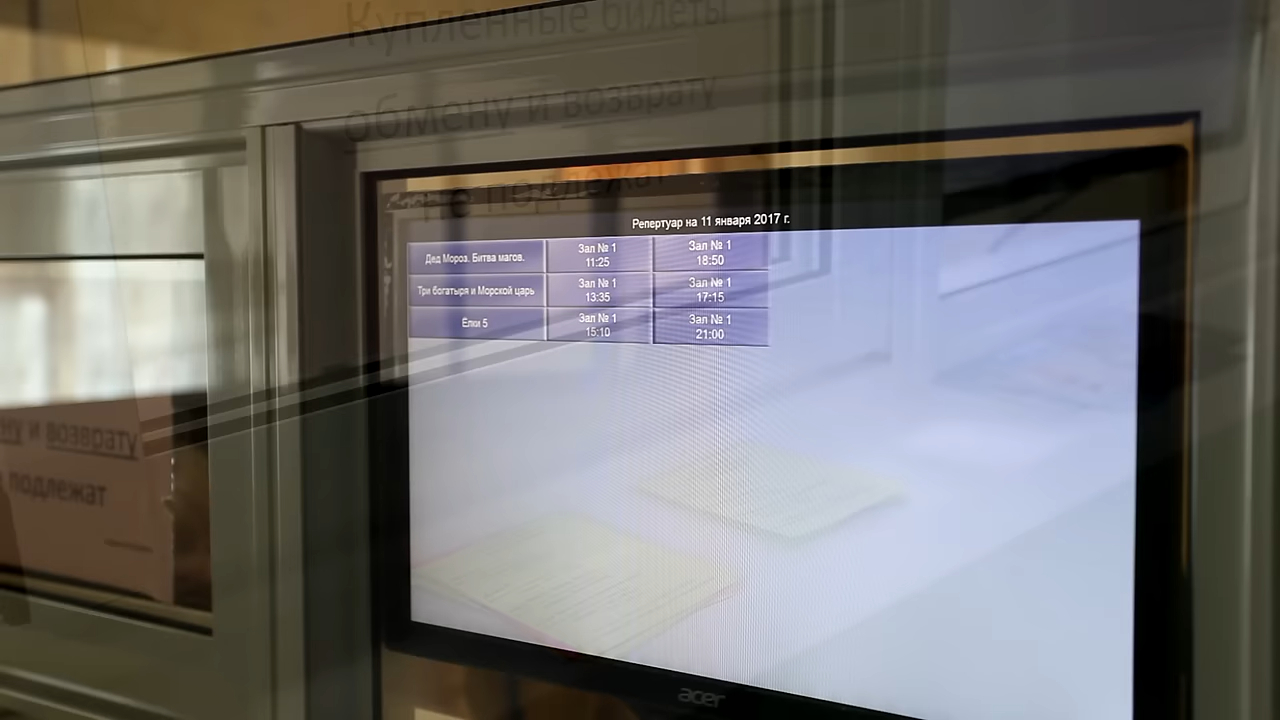 Купленные билеты
обмену и возврату
не подлежат
Репертуар на 11 января 2017 г.
Дед Мороз. Битва магов.
Зал № 1
11:25
Зал № 1
18:50
Три богатыря и Морской царь
Зал № 1
13:35
Зал № 1
17:15
Ёлки 5
Зал № 1
15:10
Зал № 1
21:00
ну и возврату
подлежат
acer